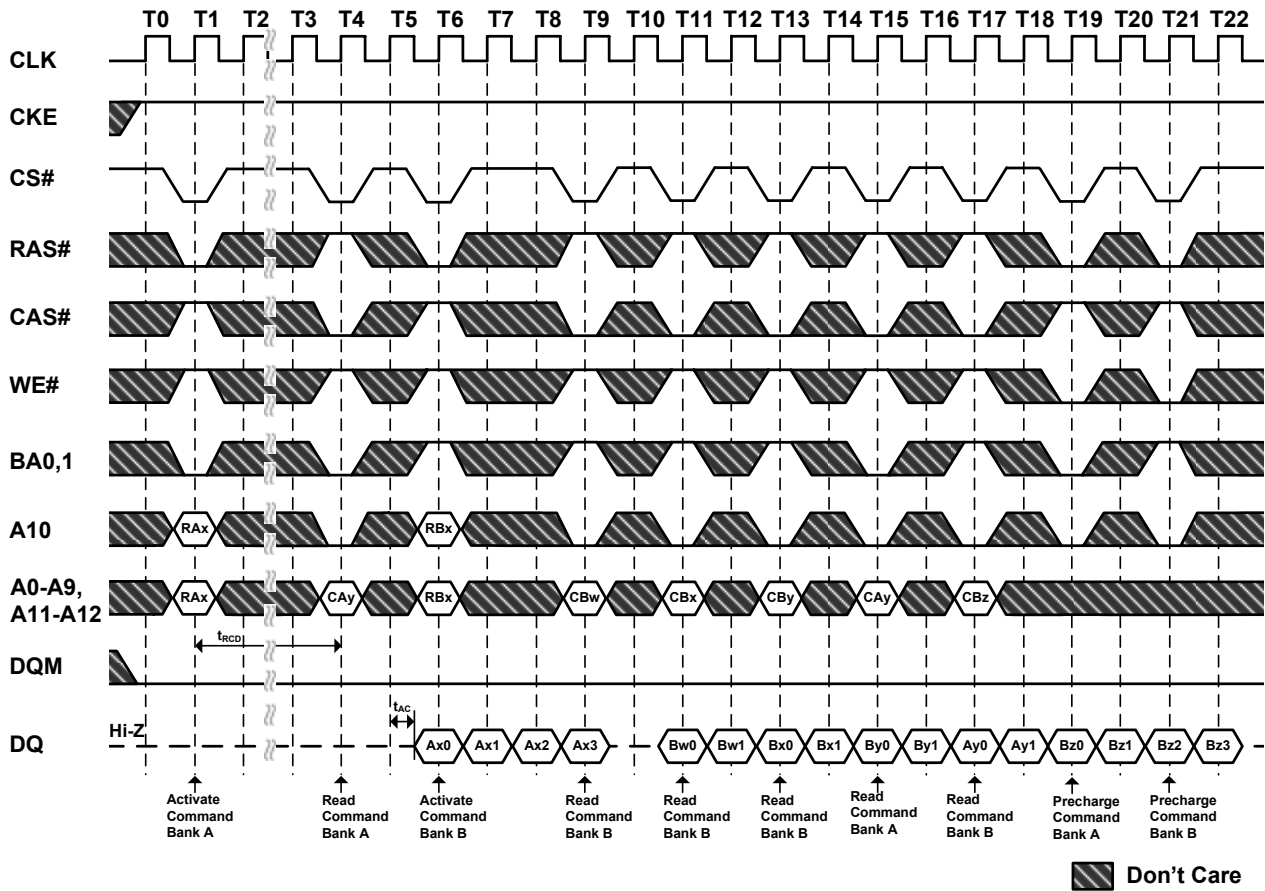 T0 T1 T2 T3 T4 T5 T6 T7 T8 T9 T10 T11 T12 T13 T14 T15 T16 T17 T18 T19 T20 T21 T22
CLK
CKE
CS#
RAS#
CAS#
WE#
BA0,1
A10
RAx RBx
A0-A9,
A11-A12
RAx CAy RBx CBw CBx CBy CAy CBz
tRCD
DQM
tAC
Hi-Z
DQ
Ax0 Ax1 Ax2 Ax3 Bw0 Bw1 Bx0 Bx1 By0 By1 Ay0 Ay1 Bz0 Bz1 Bz2 Bz3
Activate
Command
Bank A
Read
Command
Bank A
Activate
Command
Bank B
Read
Command
Bank B
Read
Command
Bank B
Read
Command
Bank B
Read
Command
Bank A
Read
Command
Bank B
Precharge
Command
Bank A
Precharge
Command
Bank B
Don't Care